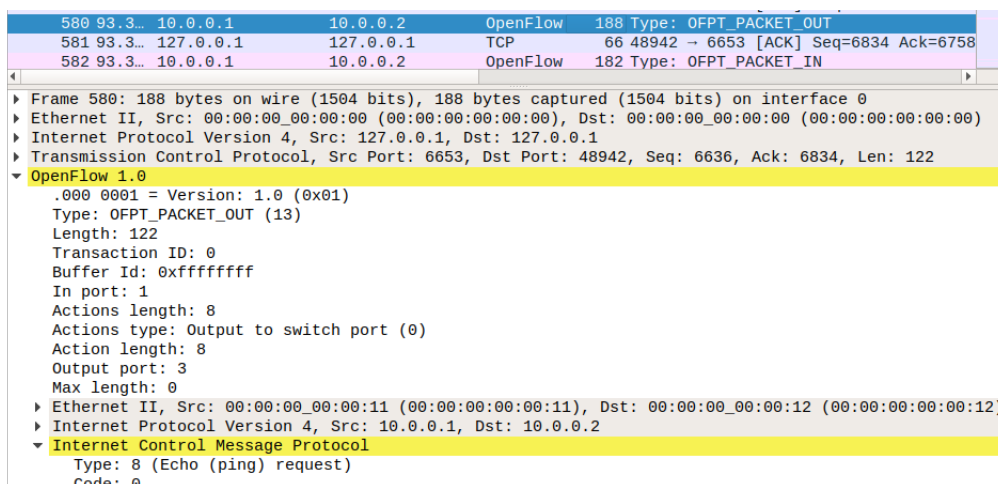 580 93.3… 10.0.0.1 10.0.0.2 OpenFlow 188 Type: OFPT_PACKET_OUT
581 93.3… 127.0.0.1 127.0.0.1 TCP 66 48942 → 6653 [ACK] Seq=6834 Ack=6758
582 93.3… 10.0.0.1 10.0.0.2 OpenFlow 182 Type: OFPT_PACKET_IN
Frame 580: 188 bytes on wire (1504 bits), 188 bytes captured (1504 bits) on interface 0
Ethernet II, Src: 00:00:00_00:00:00 (00:00:00:00:00:00), Dst: 00:00:00_00:00:00 (00:00:00:00:00:00)
Internet Protocol Version 4, Src: 127.0.0.1, Dst: 127.0.0.1
Transmission Control Protocol, Src Port: 6653, Dst Port: 48942, Seq: 6636, Ack: 6834, Len: 122
OpenFlow 1.0
.000 0001 = Version: 1.0 (0x01)
Type: OFPT_PACKET_OUT (13)
Length: 122
Transaction ID: 0
Buffer Id: 0xffffffff
In port: 1
Actions length: 8
Actions type: Output to switch port (0)
Action length: 8
Output port: 3
Max length: 0
Ethernet II, Src: 00:00:00_00:00:11 (00:00:00:00:00:11), Dst: 00:00:00_00:00:12 (00:00:00:00:00:12)
Internet Protocol Version 4, Src: 10.0.0.1, Dst: 10.0.0.2
Internet Control Message Protocol
Type: 8 (Echo (ping) request)
Code: 0